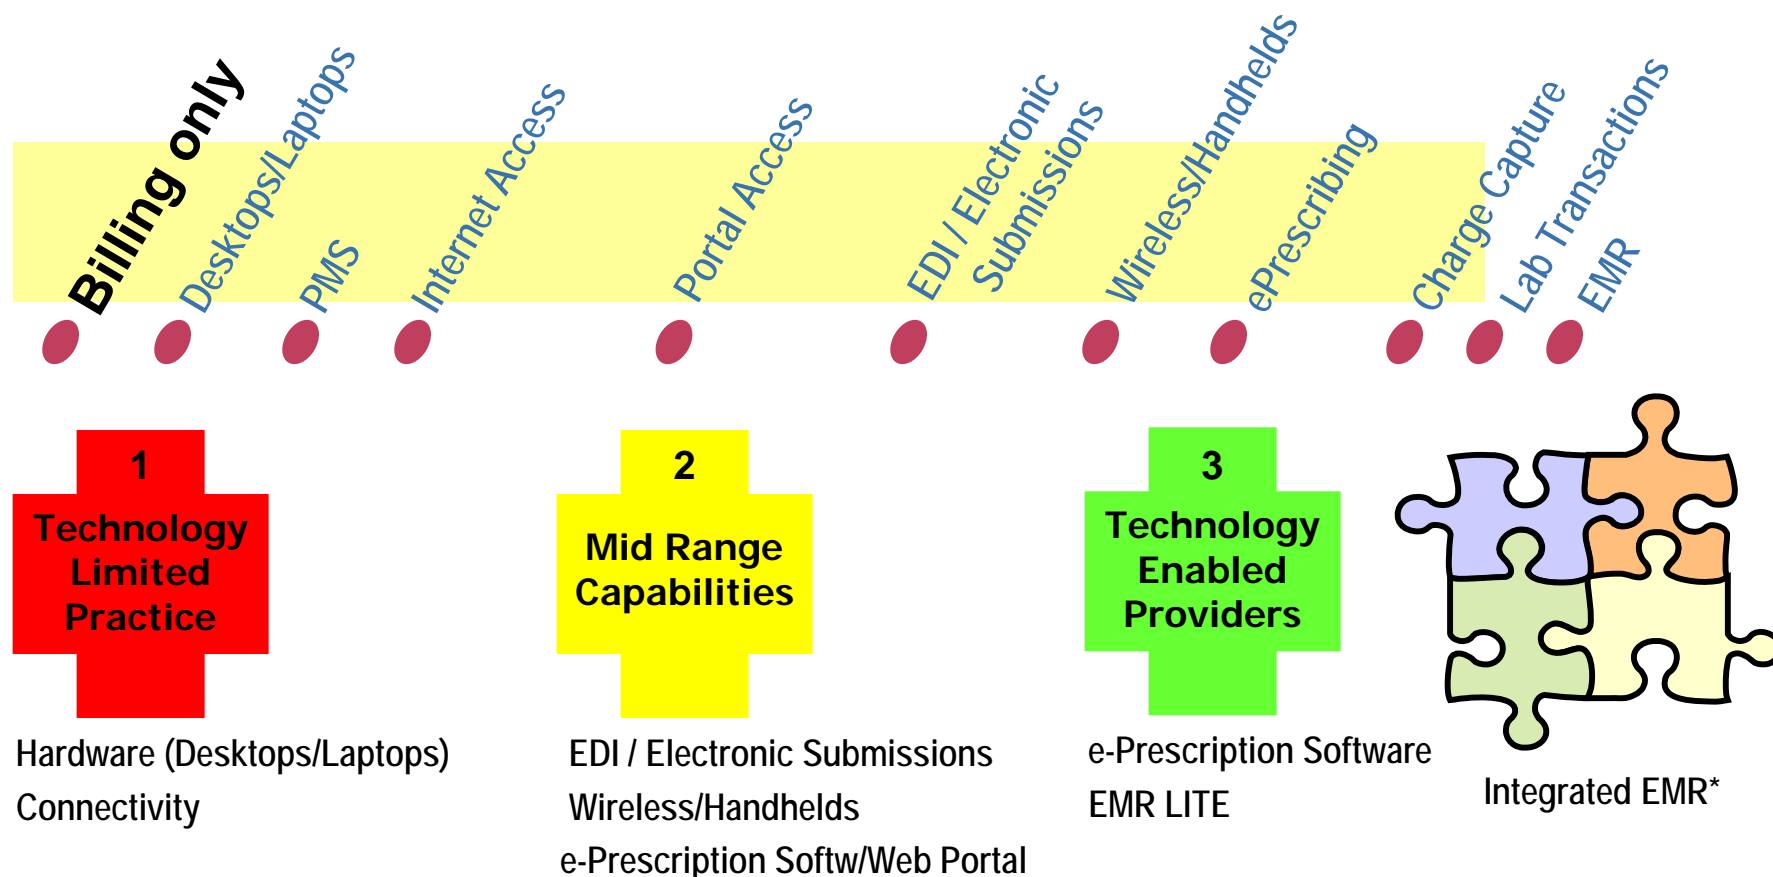 Billing only
Desktops/Laptops
PMS
Internet Access
Portal Access
EDI / Electronic
Submissions
Wireless/Handhelds
ePrescribing
Charge Capture
Lab Transactions
EMR
1
Technology
Limited
Practice
2
Mid Range
Capabilities
3
Technology
Enabled
Providers
Hardware (Desktops/Laptops)
Connectivity
EDI / Electronic Submissions
Wireless/Handhelds
e-Prescription Softw/Web Portal
e-Prescription Software
EMR LITE
Integrated EMR*